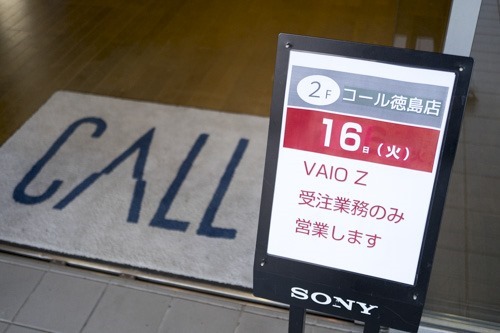 CALL
2F コール徳島店
16日(火)
VAIO Z
受注業務のみ
営業します
SONY